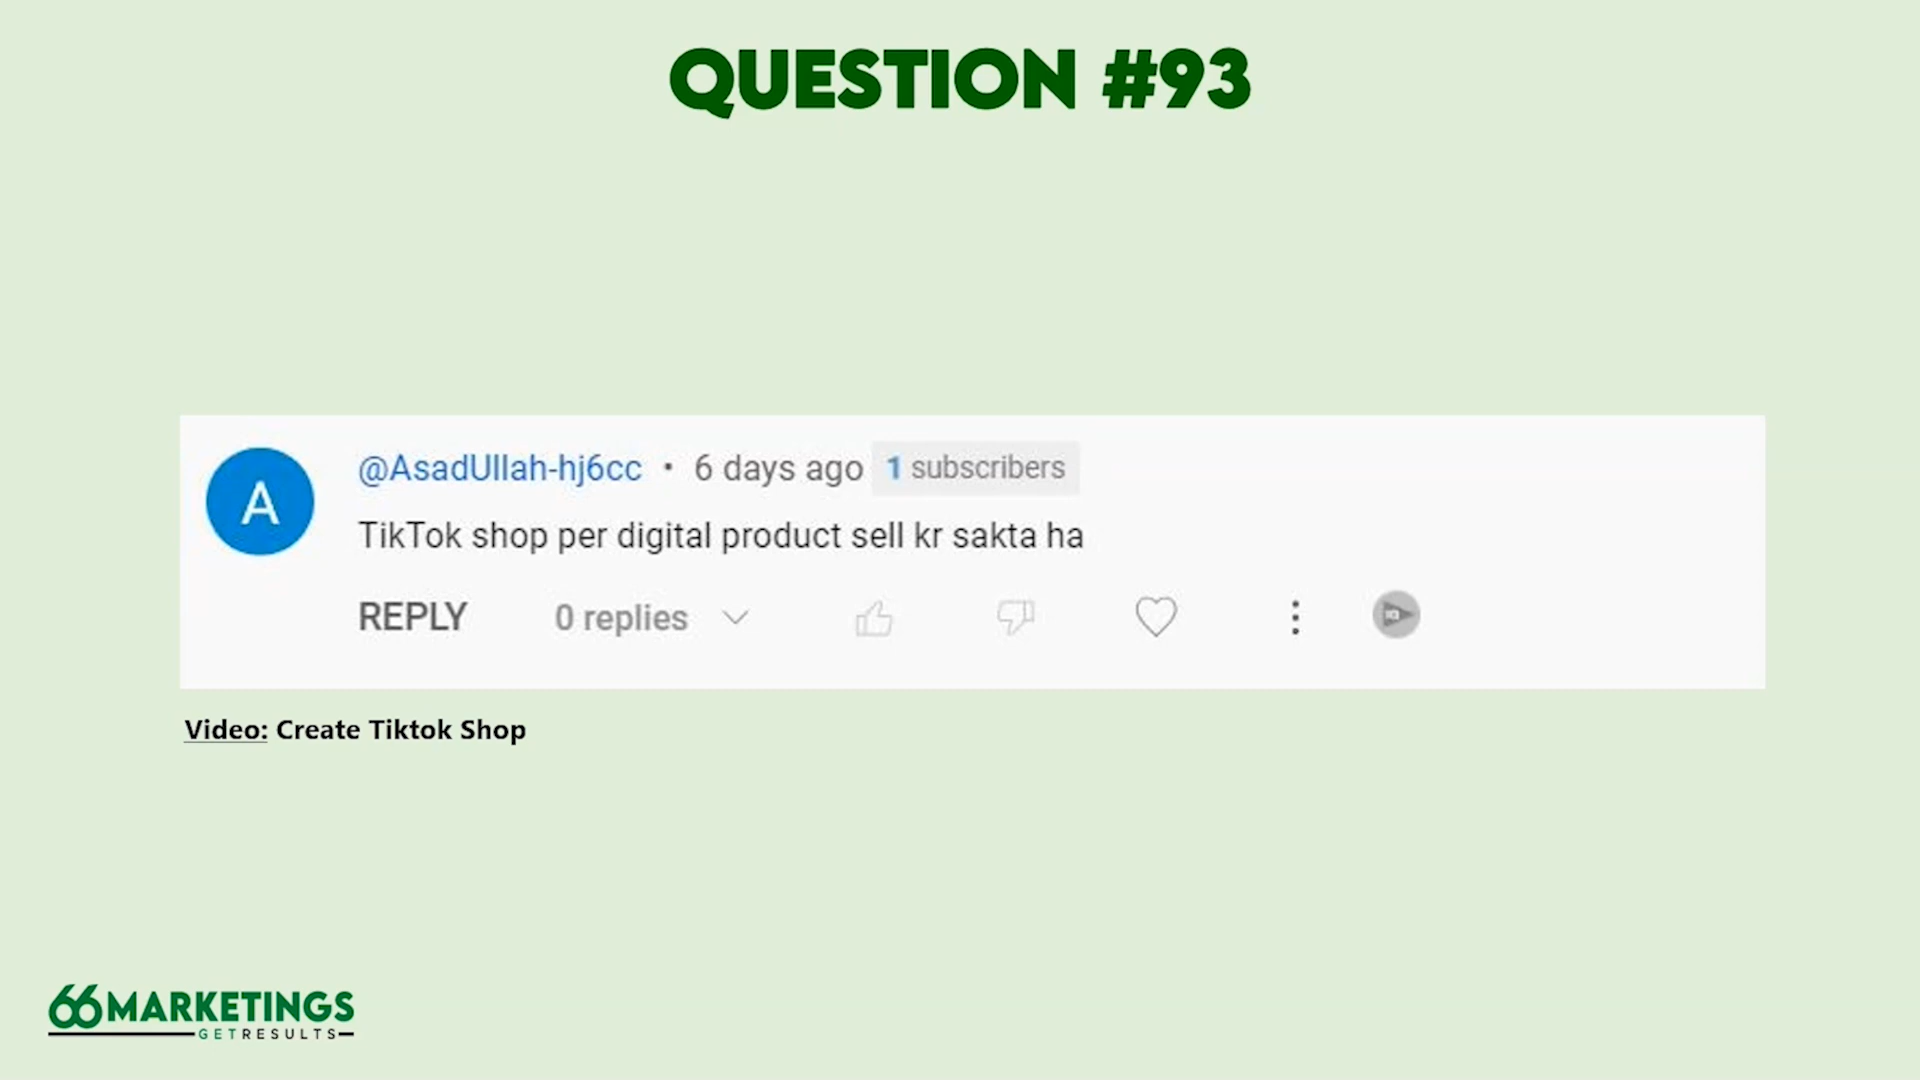 QUESTION #93
A
@AsadUllah-hj6cc • 6 days ago 1 subscribers
TikTok shop per digital product sell kr sakta ha
REPLY 0 replies
Video: Create Tiktok Shop
66MARKETINGS
GETRESULTS